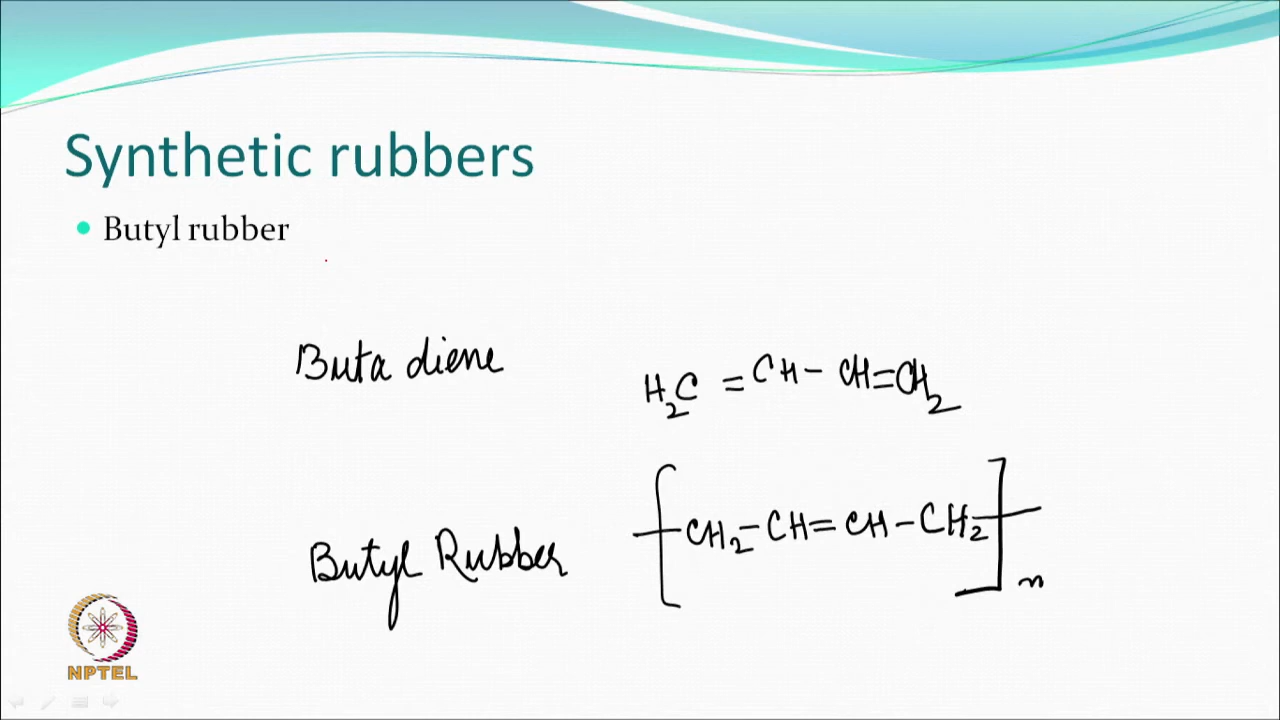 Synthetic rubbers
Butyl rubber
Buta diene
H2C = CH - CH=CH2
Butyl Rubber
[CH2-CH=CH-CH2]n
NPTEL